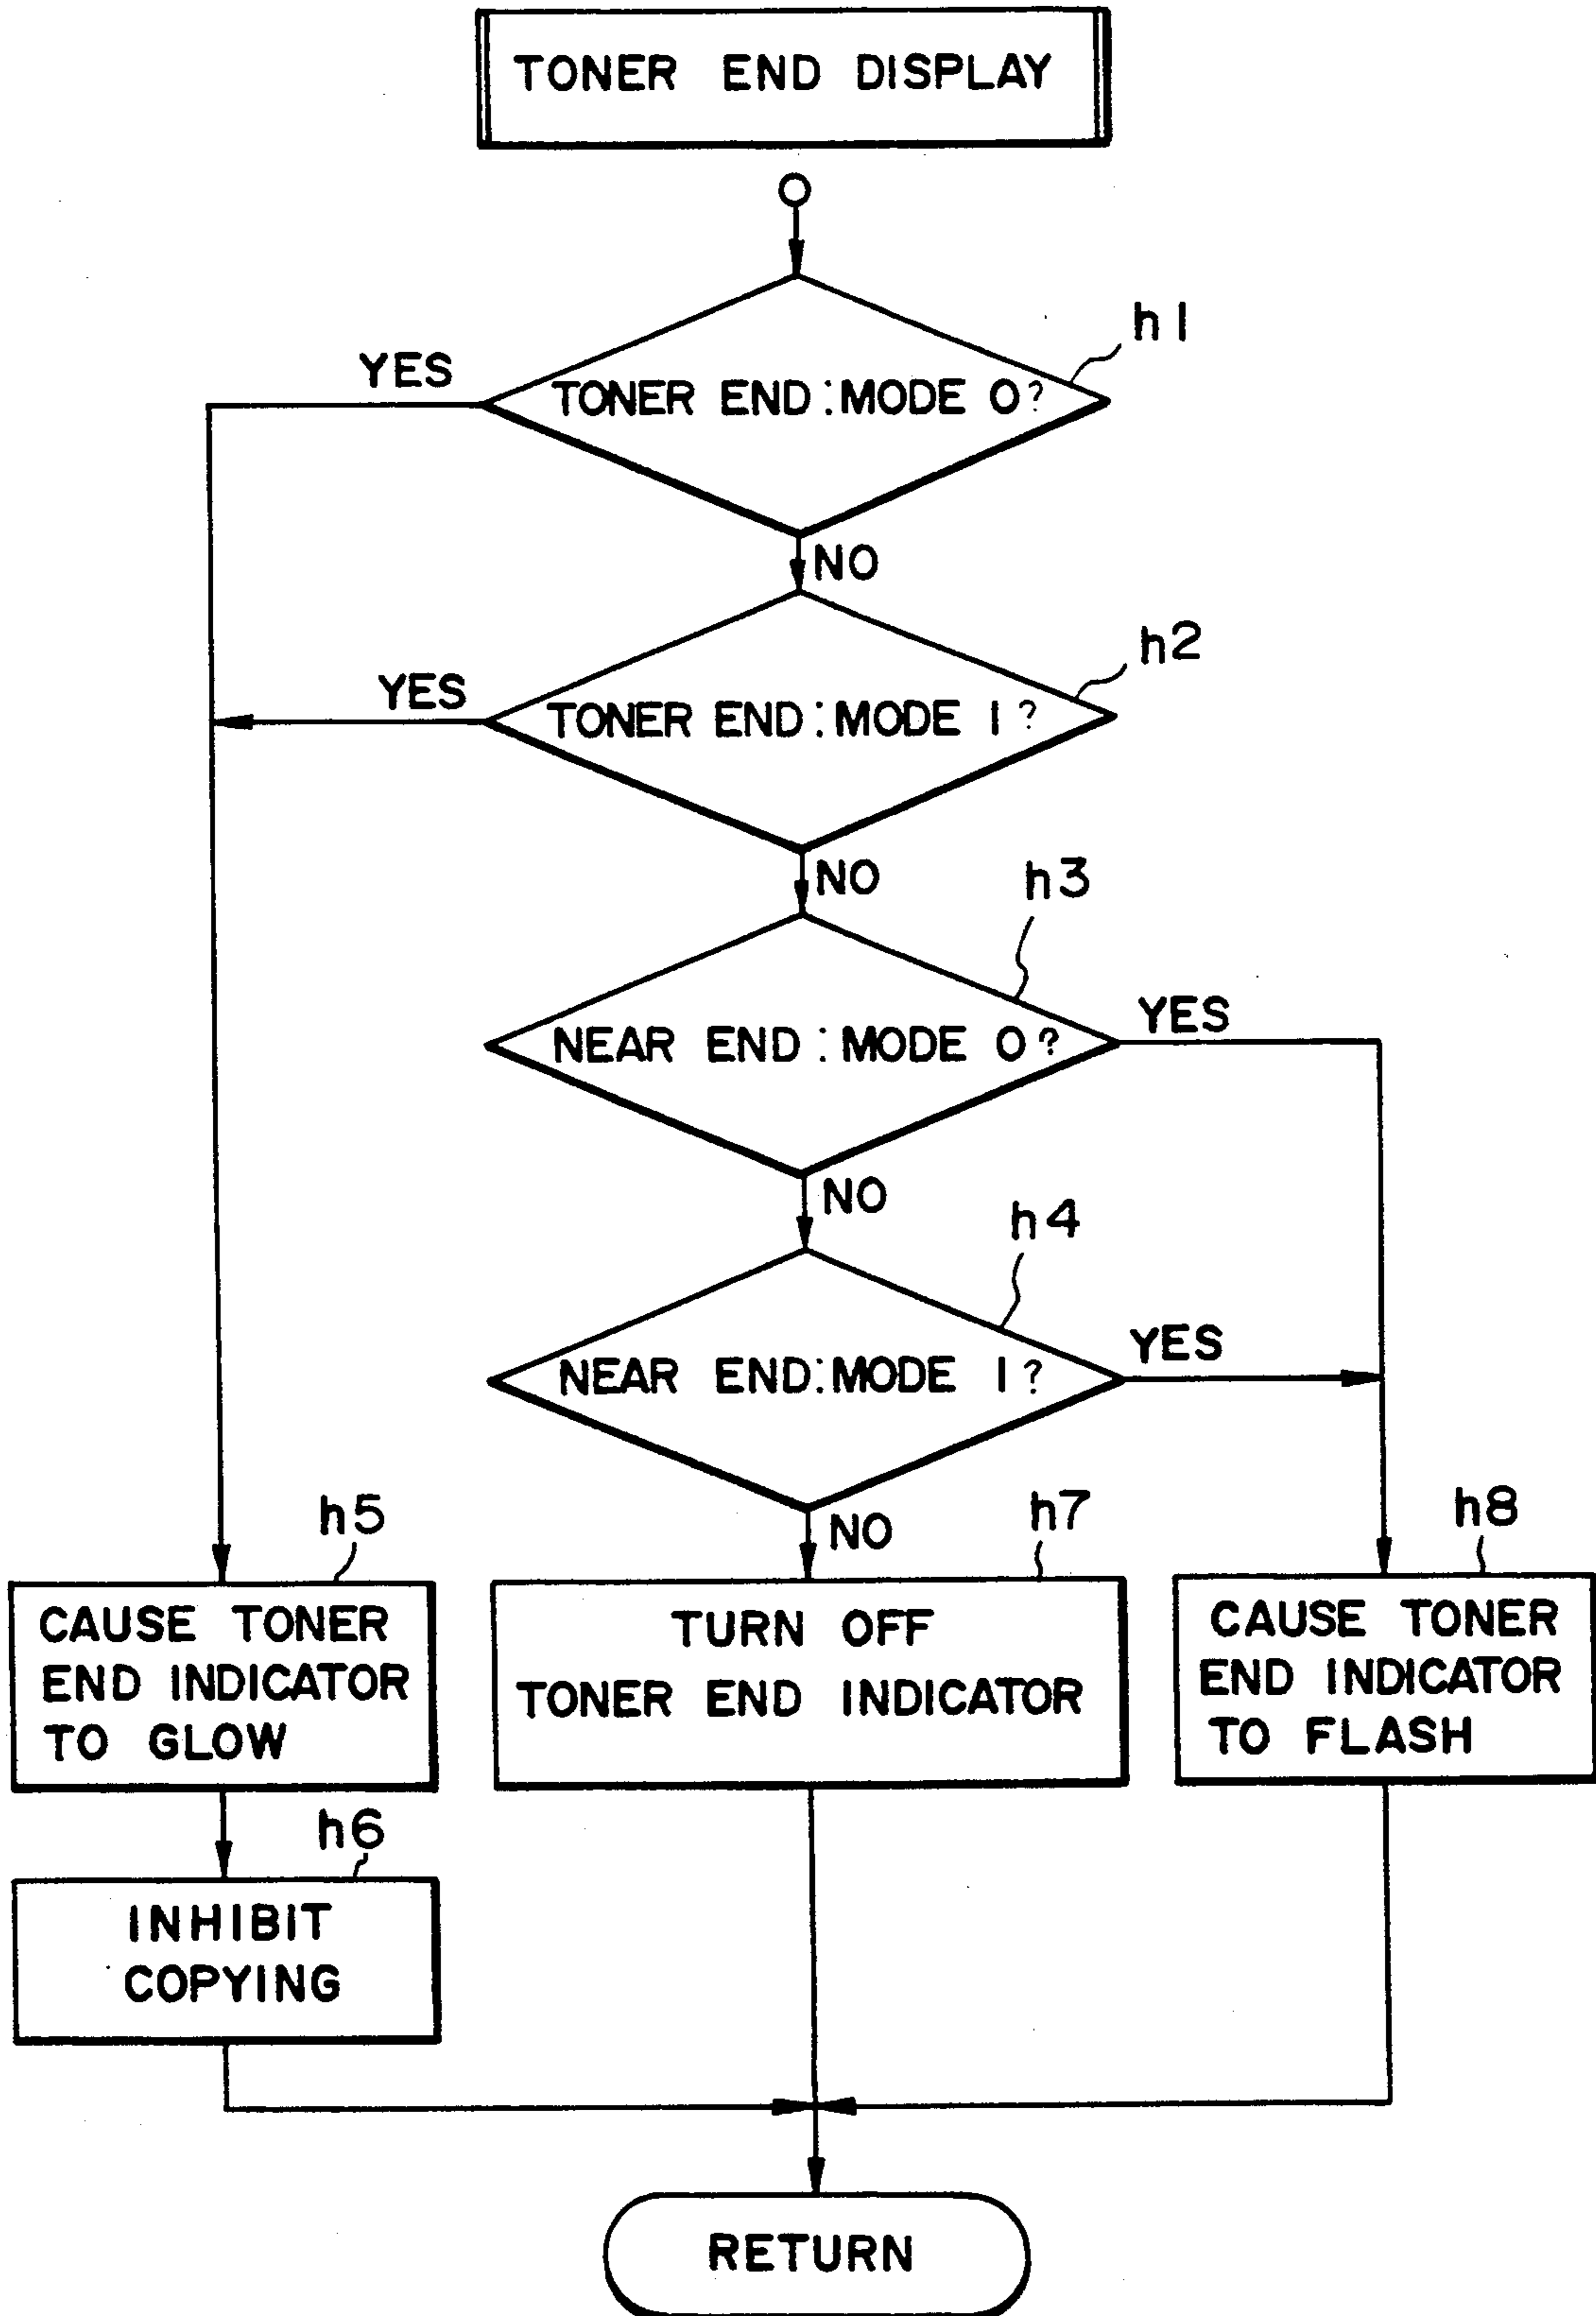 TONER END DISPLAY
h1
YES
TONER END:MODE 0?
NO
h2
YES
TONER END:MODE 1?
NO
h3
YES
NEAR END:MODE 0?
NO
h4
YES
NEAR END:MODE 1?
NO
h5
CAUSE TONER
END INDICATOR
TO GLOW
h7
TURN OFF
TONER END INDICATOR
h8
CAUSE TONER
END INDICATOR
TO FLASH
h6
INHIBIT
COPYING
RETURN